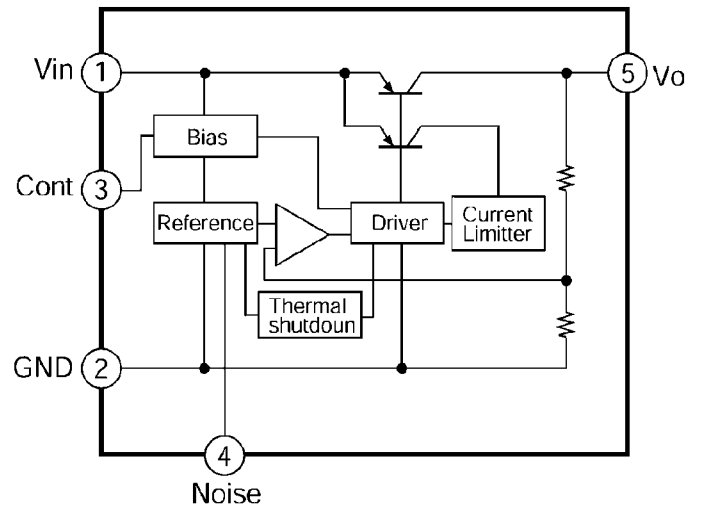 Vin 1
5 Vo
Bias
Cont 3
Reference
Driver
Current
Limitter
Thermal
shutdoun
GND 2
4
Noise